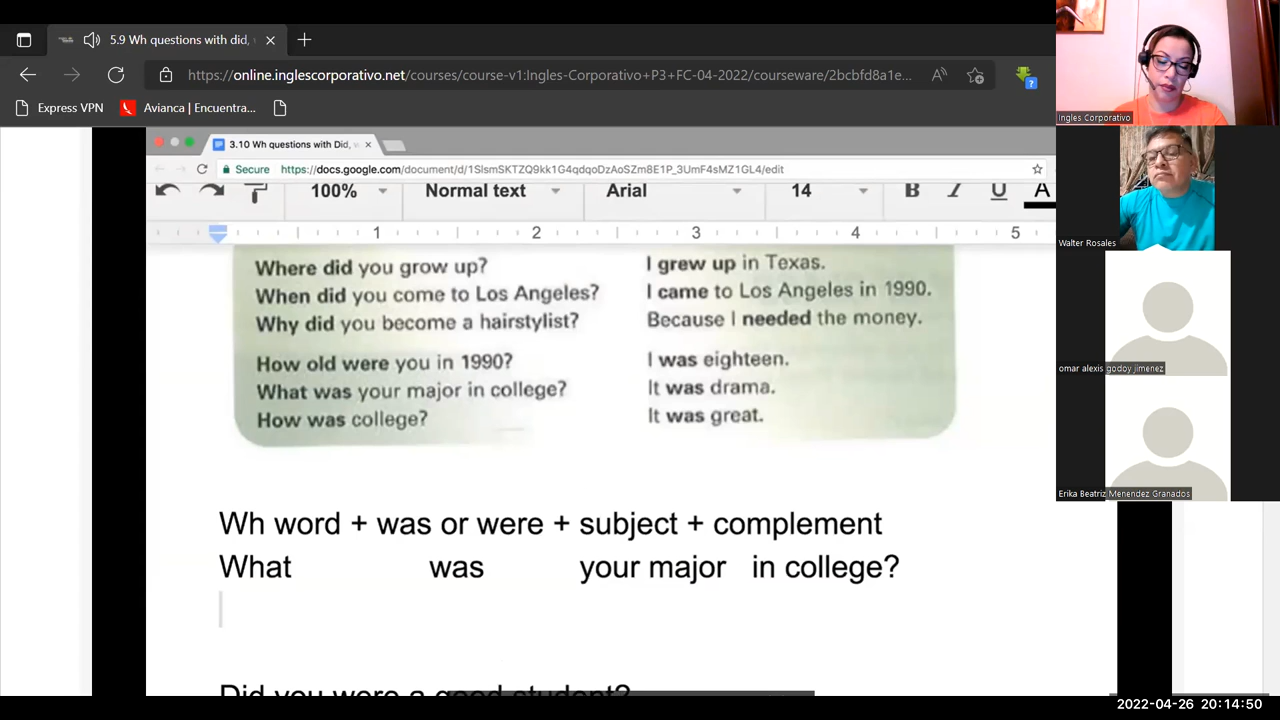 5.9 Wh questions with did,
https://online.inglescorporativo.net/courses/course-v1:Ingles-Corporativo+P3+FC-04-2022/courseware/2bcbfd8a1e...
Express VPN
Avianca | Encuentra...
3.10 Wh questions with Did, w
Secure https://docs.google.com/document/d/1SlsmSKTZQ9kk1G4qdqoDzAoSZm8E1P_3UmF4sMZ1GL4/edit
100% Normal text Arial 14 B I U A
1 2 3 4 5
Where did you grow up? I grew up in Texas.
When did you come to Los Angeles? I came to Los Angeles in 1990.
Why did you become a hairstylist? Because I needed the money.
How old were you in 1990? I was eighteen.
What was your major in college? It was drama.
How was college? It was great.
Wh word + was or were + subject + complement
What was your major in college?
Did you were a good student?
Ingles Corporativo
Walter Rosales
omar alexis godoy jimenez
Erika Beatriz Menendez Granados
2022-04-26 20:14:50